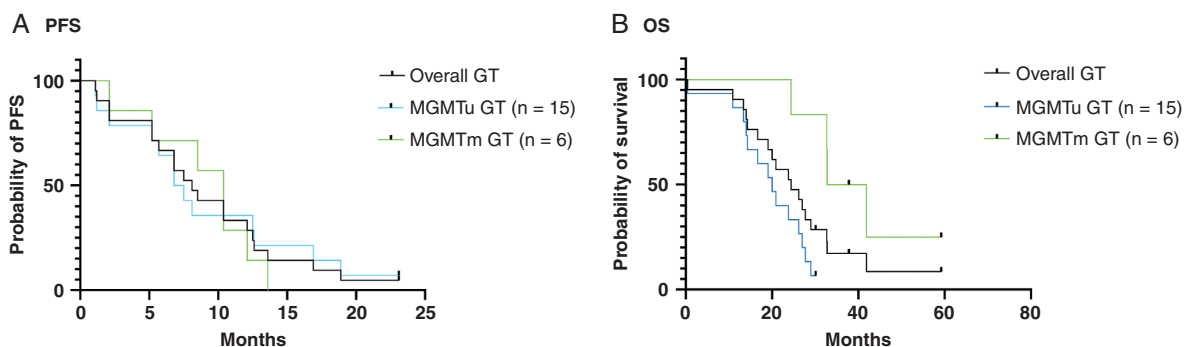 A PFS
Probability of PFS
100
50
0
0 5 10 15 20 25
Months
Overall GT
MGMTu GT (n = 15)
MGMTm GT (n = 6)
B OS
Probability of survival
100
50
0
0 20 40 60 80
Months
Overall GT
MGMTu GT (n = 15)
MGMTm GT (n = 6)